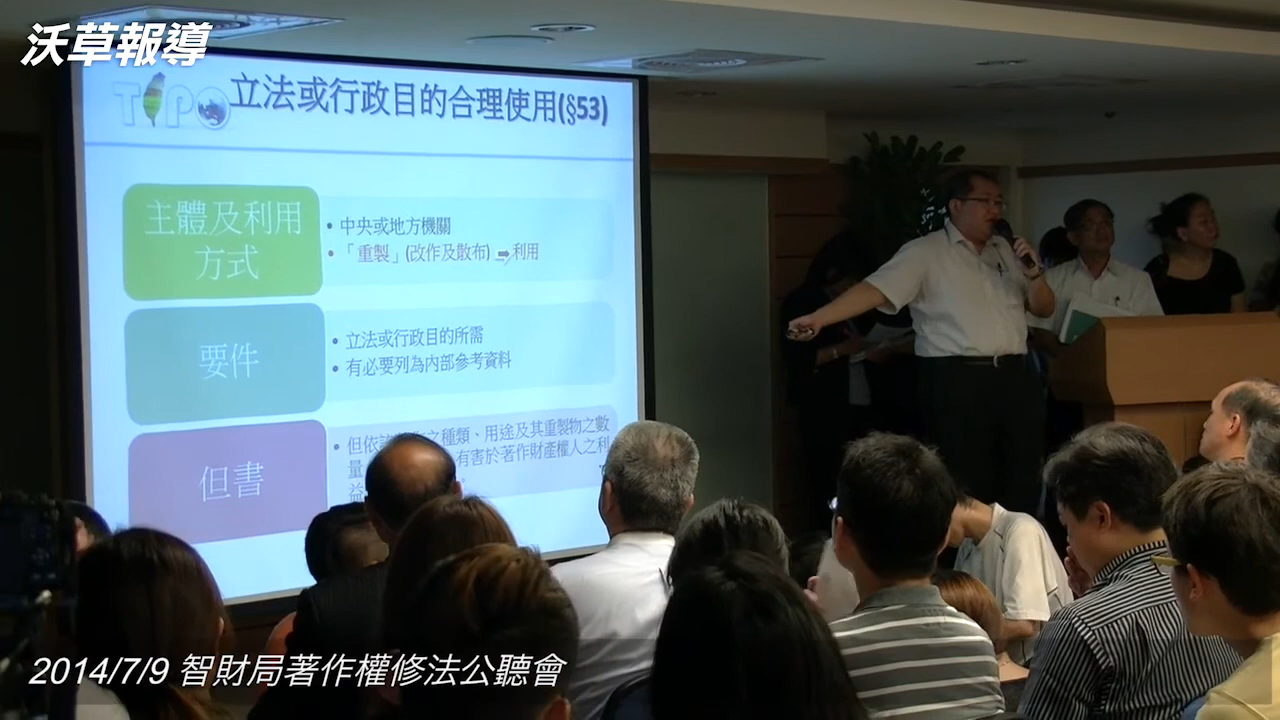 沃草報導
TIPO
立法或行政目的合理使用(§53)
主體及利用
方式
• 中央或地方機關
• 「重製」(改作及散布) ➡利用
要件
• 立法或行政目的所需
• 有必要列為內部參考資料
但書
• 但依該 之種類、用途及其重製物之數
量 有害於著作財產權人之利
益
2014/7/9 智財局著作權修法公聽會